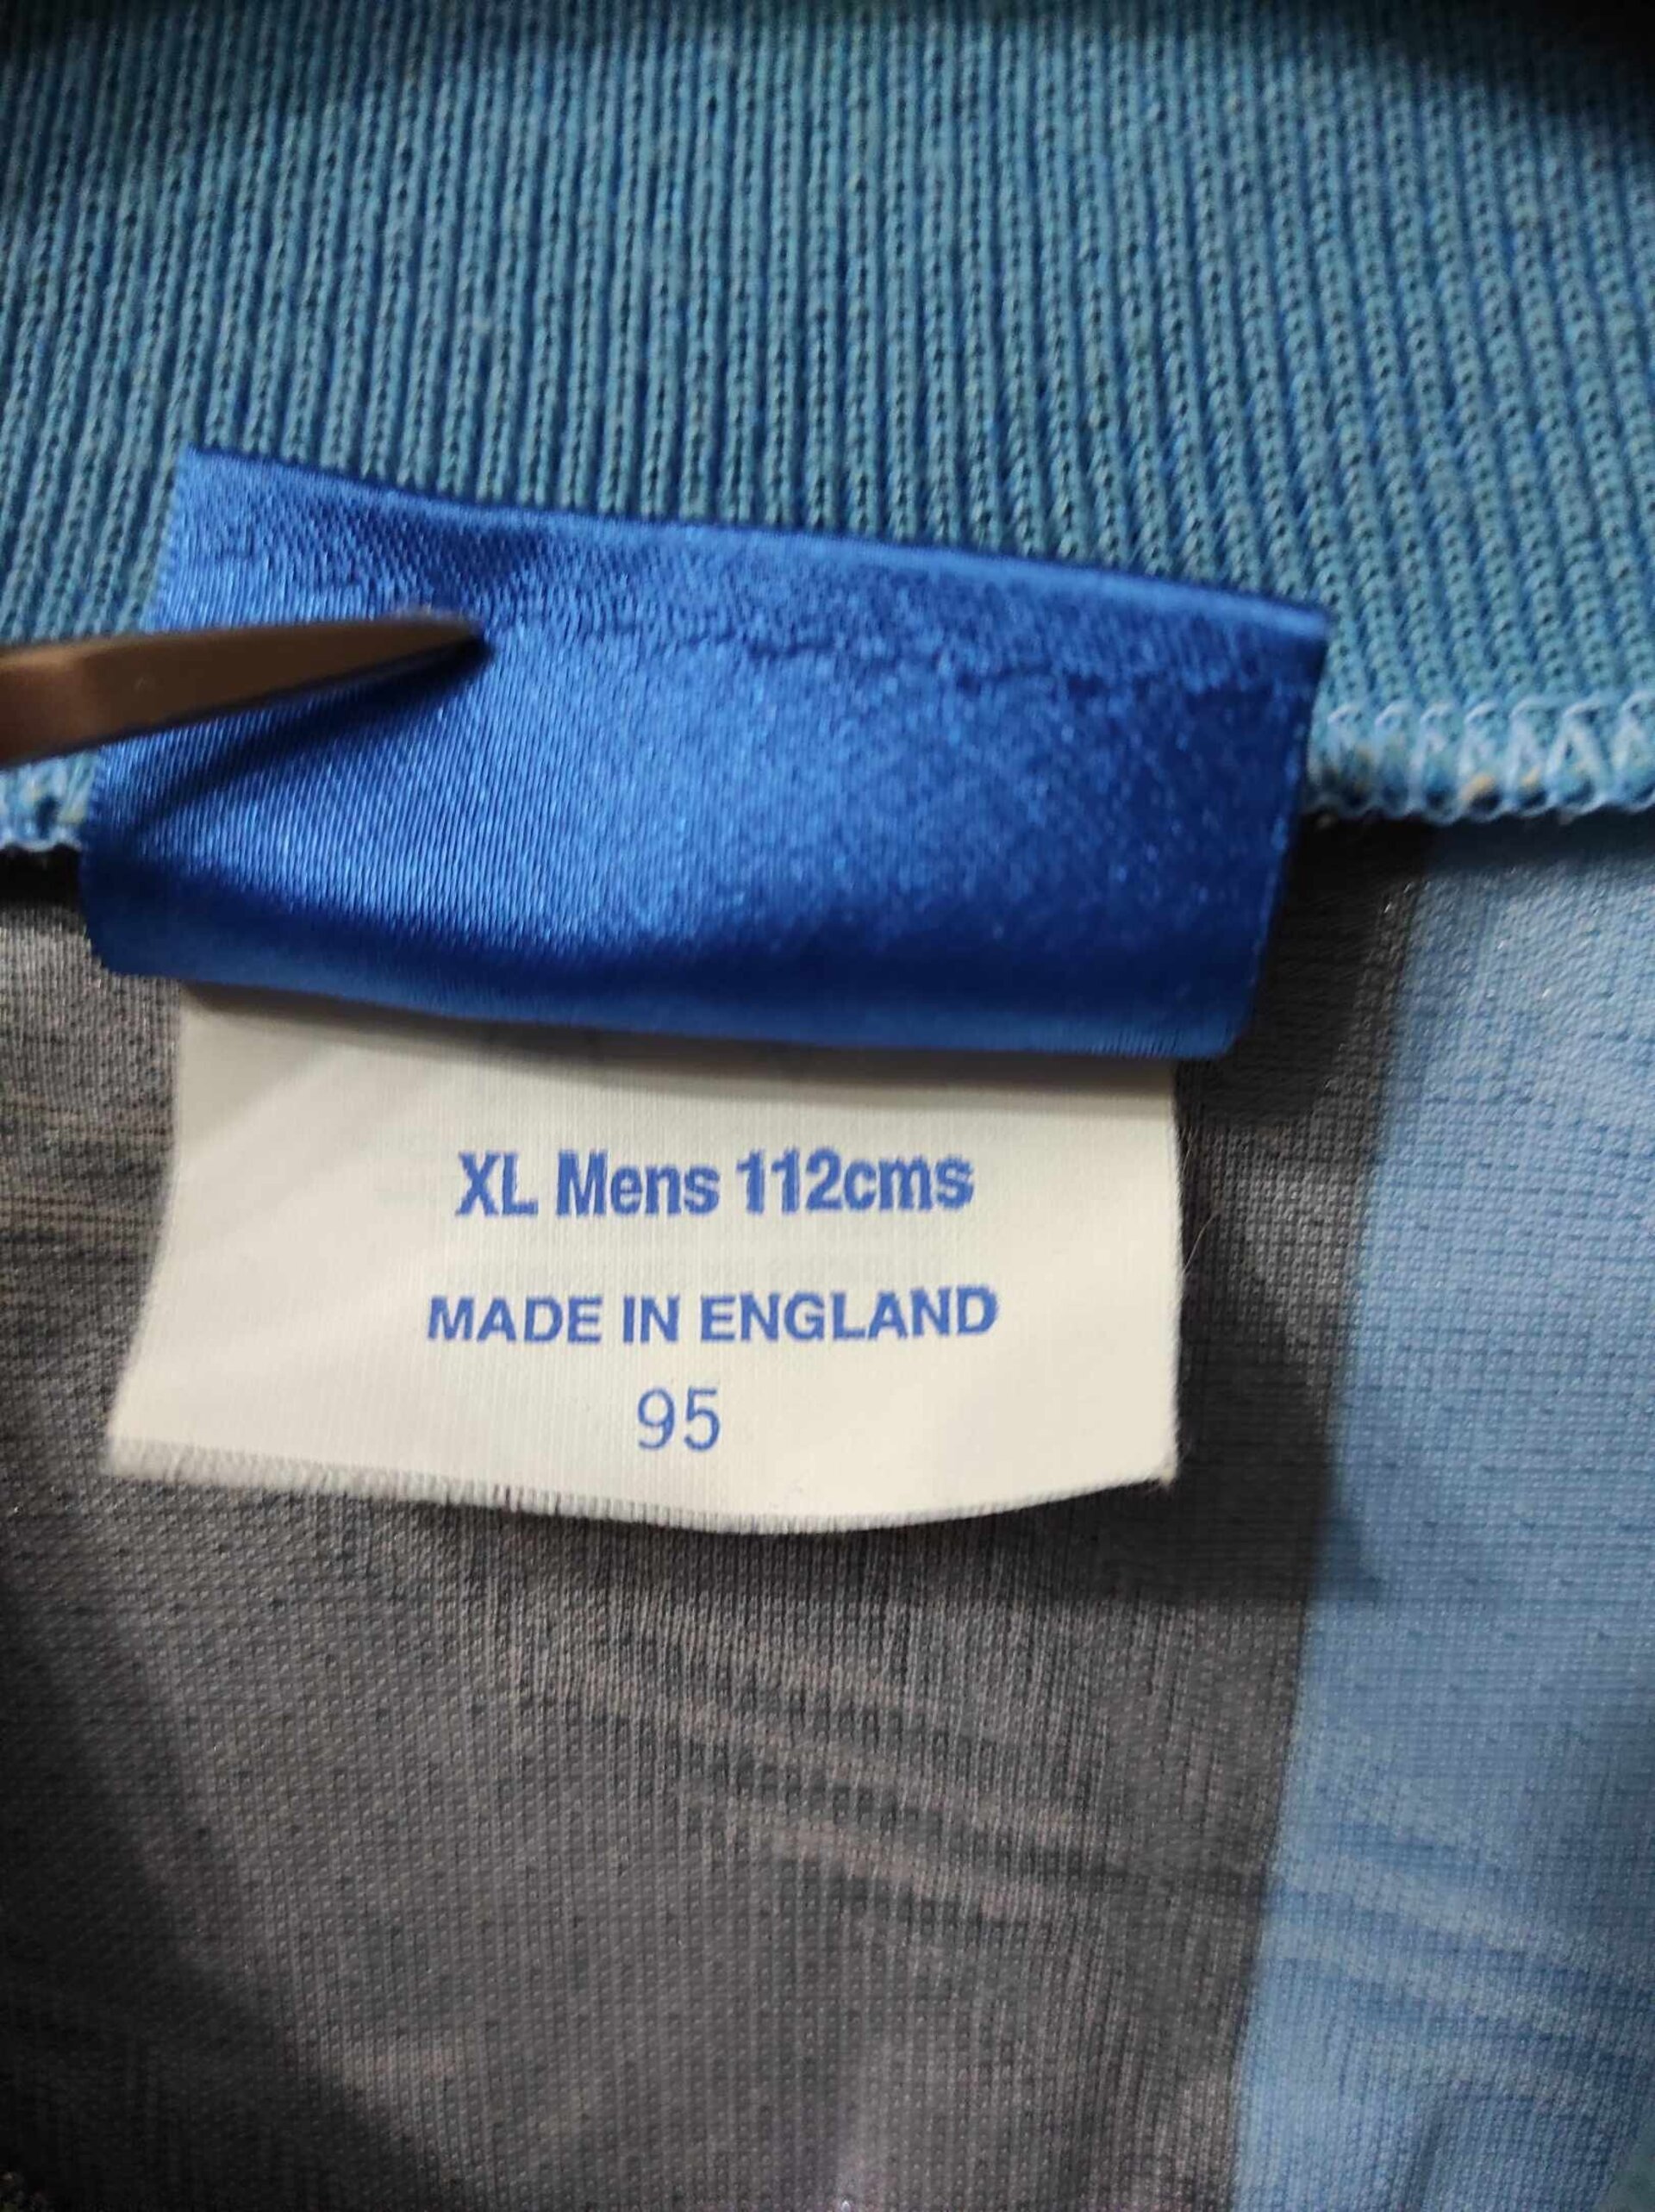 XL Mens 112cms
MADE IN ENGLAND
95